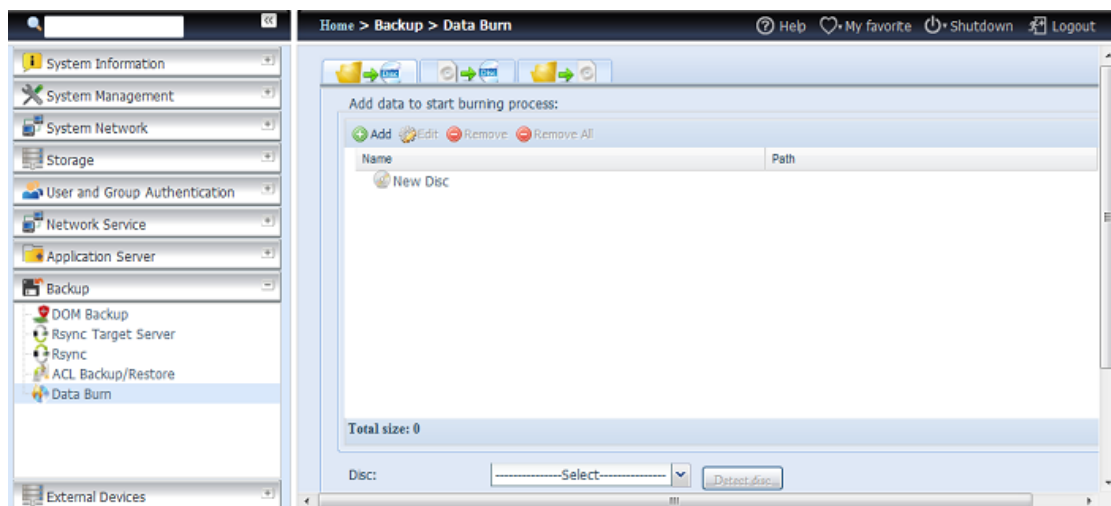 Home > Backup > Data Burn
Help My favorite Shutdown Logout
System Information
System Management
System Network
Storage
User and Group Authentication
Network Service
Application Server
Backup
DOM Backup
Rsync Target Server
Rsync
ACL Backup/Restore
Data Burn
External Devices
Disc
Disc
Add data to start burning process:
Add Edit Remove Remove All
Name Path
New Disc
Total size: 0
Disc: ---------------Select--------------- Detect disc...